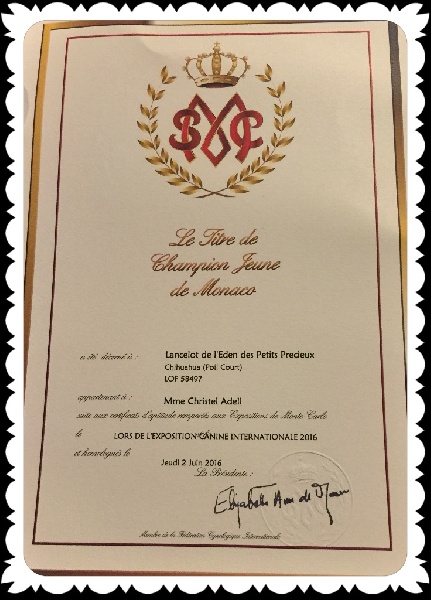 Le Titre de
Champion Jeune
de Monaco
a été décerné à : Lancelot de l'Eden des Petits Precieux
Chihuahua (Poil Court)
LOF 58497
appartenant à : Mme Christel Adell
suite aux certificats d'aptitude remportés aux Expositions de Monte Carlo
le LORS DE L'EXPOSITION CANINE INTERNATIONALE 2016
et homologués le
Jeudi 2 Juin 2016
La Présidente :
Membre de la Fédération Cynologique Internationale